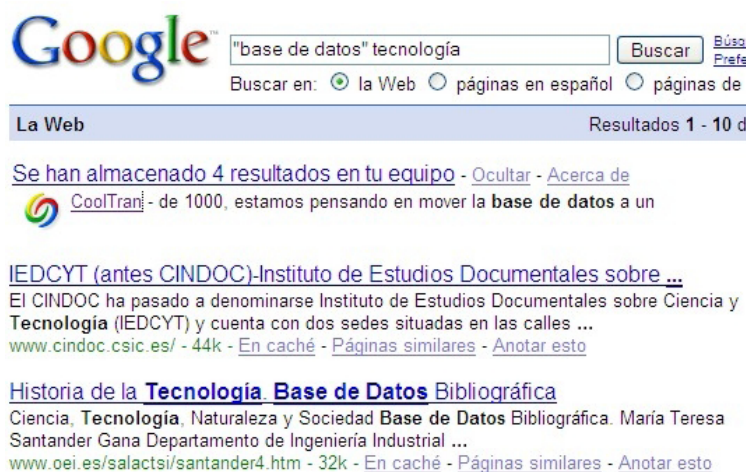 Google™
"base de datos" tecnología Buscar
Buscar en: la Web páginas en español páginas de
La Web Resultados 1 - 10 d
Se han almacenado 4 resultados en tu equipo - Ocultar - Acerca de
CoolTran - de 1000, estamos pensando en mover la base de datos a un
IEDCYT (antes CINDOC)-Instituto de Estudios Documentales sobre ...
El CINDOC ha pasado a denominarse Instituto de Estudios Documentales sobre Ciencia y
Tecnología (IEDCYT) y cuenta con dos sedes situadas en las calles ...
www.cindoc.csic.es/ - 44k - En caché - Páginas similares - Anotar esto
Historia de la Tecnología. Base de Datos Bibliográfica
Ciencia, Tecnología, Naturaleza y Sociedad Base de Datos Bibliográfica. María Teresa
Santander Gana Departamento de Ingeniería Industrial ...
www.oei.es/salactsi/santander4.htm - 32k - En caché - Páginas similares - Anotar esto